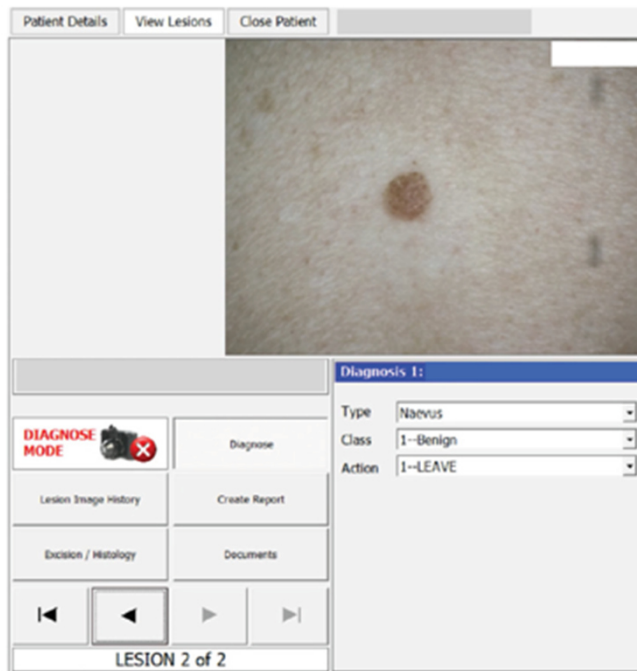 Patient Details View Lesions Close Patient
Diagnosis 1:
Type Naevus
Class 1--Benign
Action 1--LEAVE
DIAGNOSE
MODE
Diagnose
Lesion Image History Create Report
Excision / Histology Documents
LESION 2 of 2